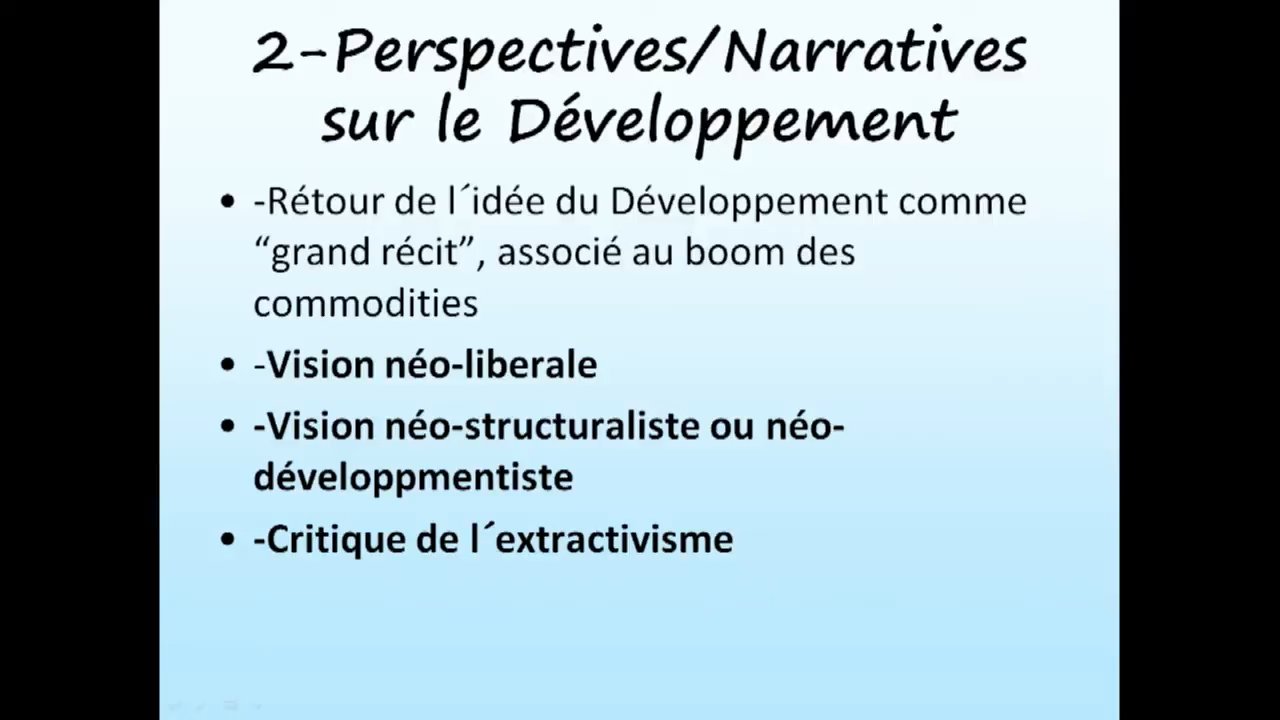 2-Perspectives/Narratives
sur le Développement
• -Rétour de l´idée du Développement comme
“grand récit”, associé au boom des
commodities
• -Vision néo-liberale
• -Vision néo-structuraliste ou néo-
développmentiste
• -Critique de l´extractivisme